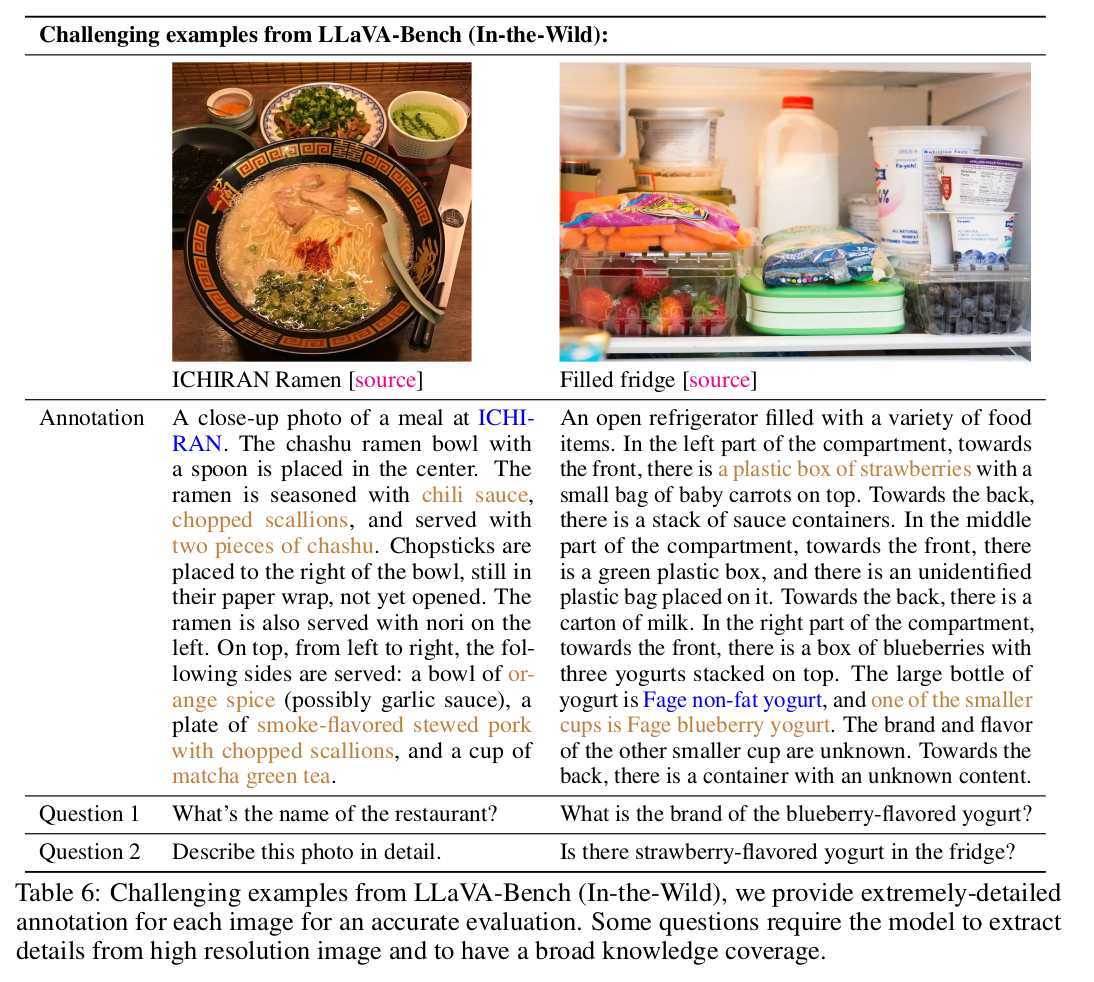 Challenging examples from LLaVA-Bench (In-the-Wild):
GRADE A
Nutrition Facts
Fa-yeh!
0%
ALL NATURAL
NONFAT
ICHIRAN Ramen [source]
Filled fridge [source]
Annotation
A close-up photo of a meal at ICHI-
RAN. The chashu ramen bowl with
a spoon is placed in the center. The
ramen is seasoned with chili sauce,
chopped scallions, and served with
two pieces of chashu. Chopsticks are
placed to the right of the bowl, still in
their paper wrap, not yet opened. The
ramen is also served with nori on the
left. On top, from left to right, the fol-
lowing sides are served: a bowl of or-
ange spice (possibly garlic sauce), a
plate of smoke-flavored stewed pork
with chopped scallions, and a cup of
matcha green tea.
An open refrigerator filled with a variety of food
items. In the left part of the compartment, towards
the front, there is a plastic box of strawberries with a
small bag of baby carrots on top. Towards the back,
there is a stack of sauce containers. In the middle
part of the compartment, towards the front, there
is a green plastic box, and there is an unidentified
plastic bag placed on it. Towards the back, there is a
carton of milk. In the right part of the compartment,
towards the front, there is a box of blueberries with
three yogurts stacked on top. The large bottle of
yogurt is Fage non-fat yogurt, and one of the smaller
cups is Fage blueberry yogurt. The brand and flavor
of the other smaller cup are unknown. Towards the
back, there is a container with an unknown content.
Question 1
What's the name of the restaurant?
What is the brand of the blueberry-flavored yogurt?
Question 2
Describe this photo in detail.
Is there strawberry-flavored yogurt in the fridge?
Table 6: Challenging examples from LLaVA-Bench (In-the-Wild), we provide extremely-detailed
annotation for each image for an accurate evaluation. Some questions require the model to extract
details from high resolution image and to have a broad knowledge coverage.